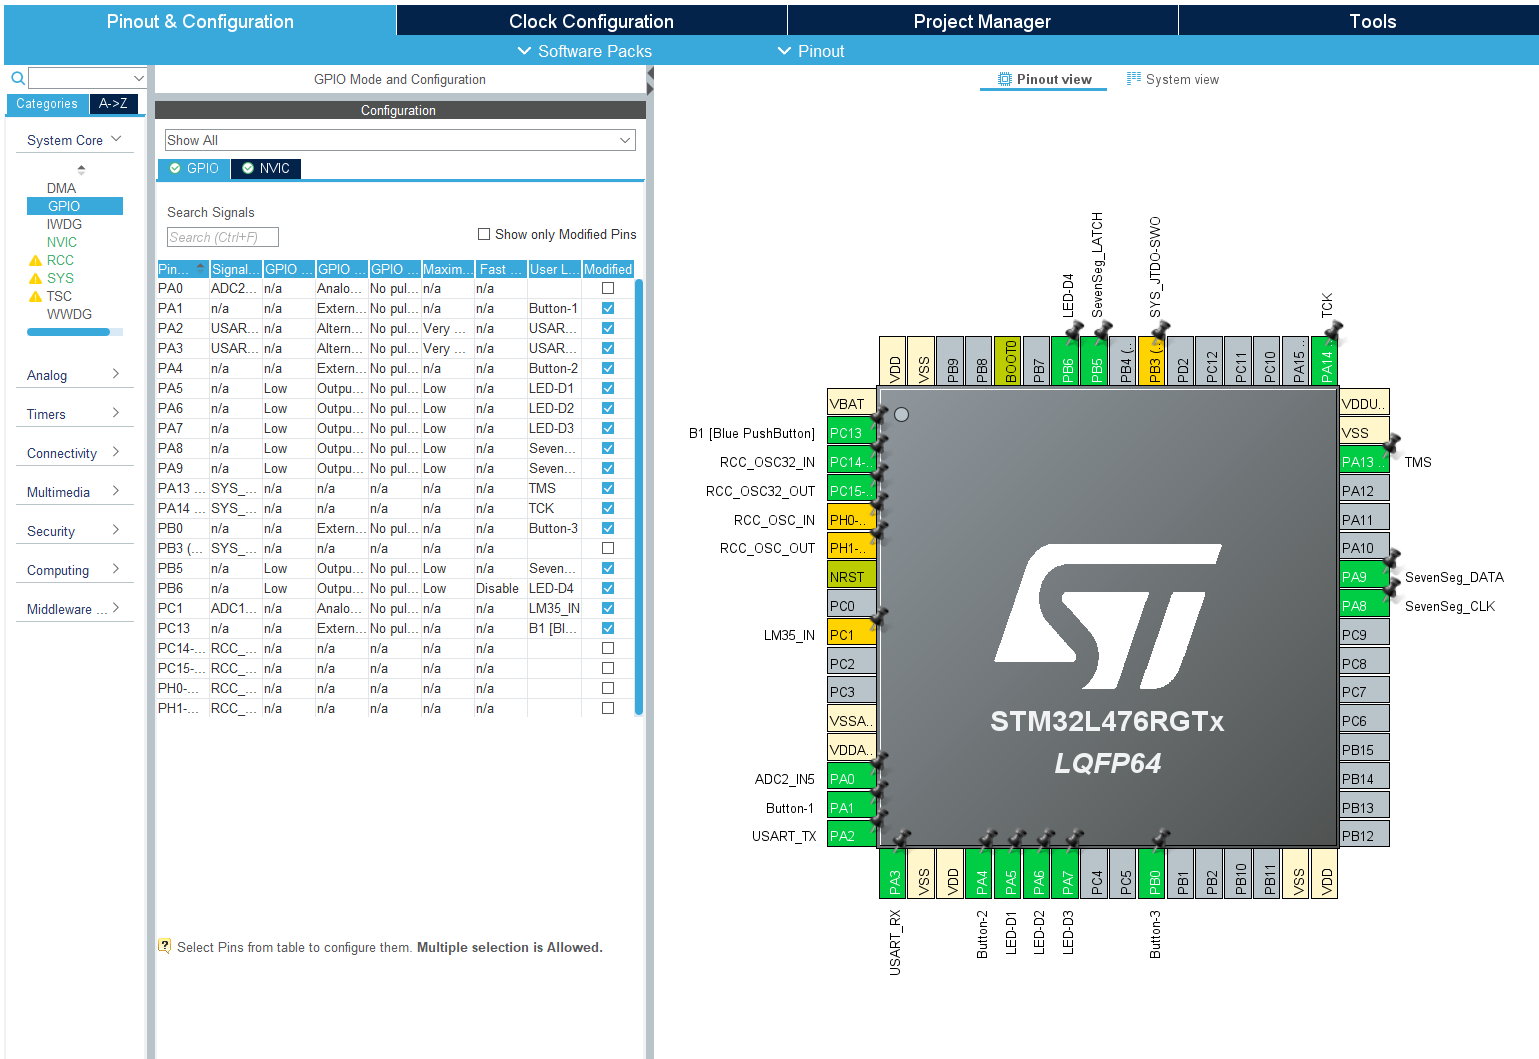 Pinout & Configuration
Clock Configuration
Project Manager
Tools
Software Packs
Pinout
Categories
A->Z
System Core
DMA
GPIO
IWDG
NVIC
RCC
SYS
TSC
WWDG
Analog
Timers
Connectivity
Multimedia
Security
Computing
Middleware ...
GPIO Mode and Configuration
Configuration
Show All
GPIO
NVIC
Search Signals
Search (Ctrl+F)
Show only Modified Pins
Pin... Signal... GPIO ... GPIO ... GPIO ... Maxim... Fast ... User L... Modified
PA0 ADC2... n/a Analo... No pul... n/a n/a
PA1 n/a n/a Extern... No pul... n/a n/a Button-1
PA2 USAR... n/a Altern... No pul... Very ... n/a USAR...
PA3 USAR... n/a Altern... No pul... Very ... n/a USAR...
PA4 n/a n/a Extern... No pul... n/a n/a Button-2
PA5 n/a Low Outpu... No pul... Low n/a LED-D1
PA6 n/a Low Outpu... No pul... Low n/a LED-D2
PA7 n/a Low Outpu... No pul... Low n/a LED-D3
PA8 n/a Low Outpu... No pul... Low n/a Seven...
PA9 n/a Low Outpu... No pul... Low n/a Seven...
PA13 ... SYS_... n/a n/a n/a n/a n/a TMS
PA14 ... SYS_... n/a n/a n/a n/a n/a TCK
PB0 n/a n/a Extern... No pul... n/a n/a Button-3
PB3 (... SYS_... n/a n/a n/a n/a n/a
PB5 n/a Low Outpu... No pul... Low n/a Seven...
PB6 n/a Low Outpu... No pul... Low Disable LED-D4
PC1 ADC1... n/a Analo... No pul... n/a n/a LM35_IN
PC13 n/a n/a Extern... No pul... n/a n/a B1 [Bl...
PC14-... RCC_... n/a n/a n/a n/a n/a
PC15-... RCC_... n/a n/a n/a n/a n/a
PH0-... RCC_... n/a n/a n/a n/a n/a
PH1-... RCC_... n/a n/a n/a n/a n/a
Select Pins from table to configure them. Multiple selection is Allowed.
Pinout view
System view
LED-D4
SevenSeg_LATCH
SYS_JTDO-SWO
TCK
VDD
VSS
PB9
PB8
BOOT0
PB7
PB6
PB5
PB4 (..
PB3 (..
PD2
PC12
PC11
PC10
PA15 ..
PA14 ..
VBAT
B1 [Blue PushButton] PC13
RCC_OSC32_IN PC14-..
RCC_OSC32_OUT PC15-..
RCC_OSC_IN PH0-..
RCC_OSC_OUT PH1-..
NRST
PC0
LM35_IN PC1
PC2
PC3
VSSA..
VDDA..
ADC2_IN5 PA0
Button-1 PA1
USART_TX PA2
STM32L476RGTx
LQFP64
VDDU..
VSS
PA13 .. TMS
PA12
PA11
PA10
PA9 SevenSeg_DATA
PA8 SevenSeg_CLK
PC9
PC8
PC7
PC6
PB15
PB14
PB13
PB12
PA3
VSS
VDD
PA4
PA5
PA6
PA7
PC4
PC5
PB0
PB1
PB2
PB10
PB11
VSS
VDD
USART_RX
Button-2
LED-D1
LED-D2
LED-D3
Button-3